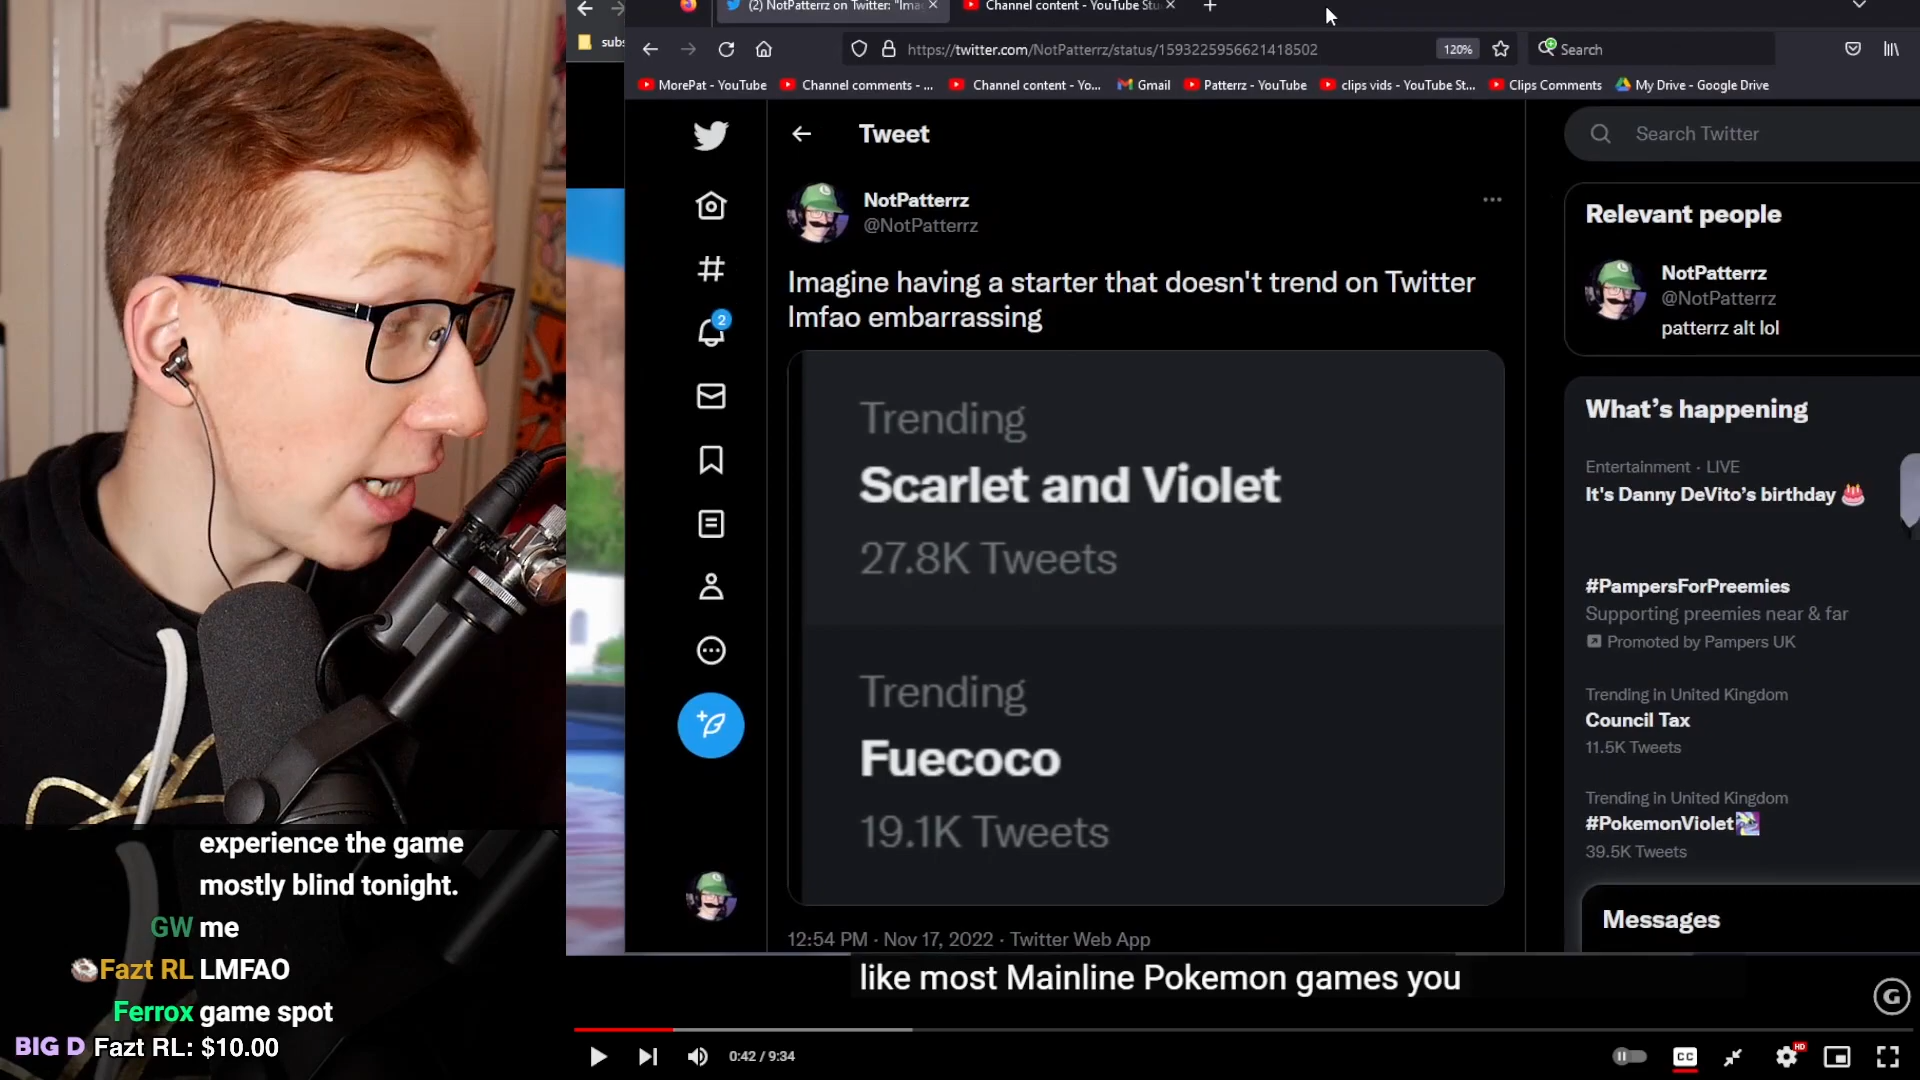 subs
(2) NotPatterrz on Twitter: "Ima
Channel content - YouTube Stu
https://twitter.com/NotPatterrz/status/1593225956621418502
120%
Search
MorePat - YouTube
Channel comments - ...
Channel content - Yo...
Gmail
Patterrz - YouTube
clips vids - YouTube St...
Clips Comments
My Drive - Google Drive
Tweet
Search Twitter
NotPatterrz
@NotPatterrz
Imagine having a starter that doesn't trend on Twitter
lmfao embarrassing
2
Trending
Scarlet and Violet
27.8K Tweets
Trending
Fuecoco
19.1K Tweets
12:54 PM · Nov 17, 2022 · Twitter Web App
Relevant people
NotPatterrz
@NotPatterrz
patterrz alt lol
What's happening
Entertainment · LIVE
It's Danny DeVito's birthday 🎂
#PampersForPreemies
Supporting preemies near & far
Promoted by Pampers UK
Trending in United Kingdom
Council Tax
11.5K Tweets
Trending in United Kingdom
#PokemonViolet
39.5K Tweets
Messages
experience the game
mostly blind tonight.
GW me
Fazt RL LMFAO
Ferrox game spot
BIG D Fazt RL: $10.00
like most Mainline Pokemon games you
G
0:42 / 9:34
CC
HD